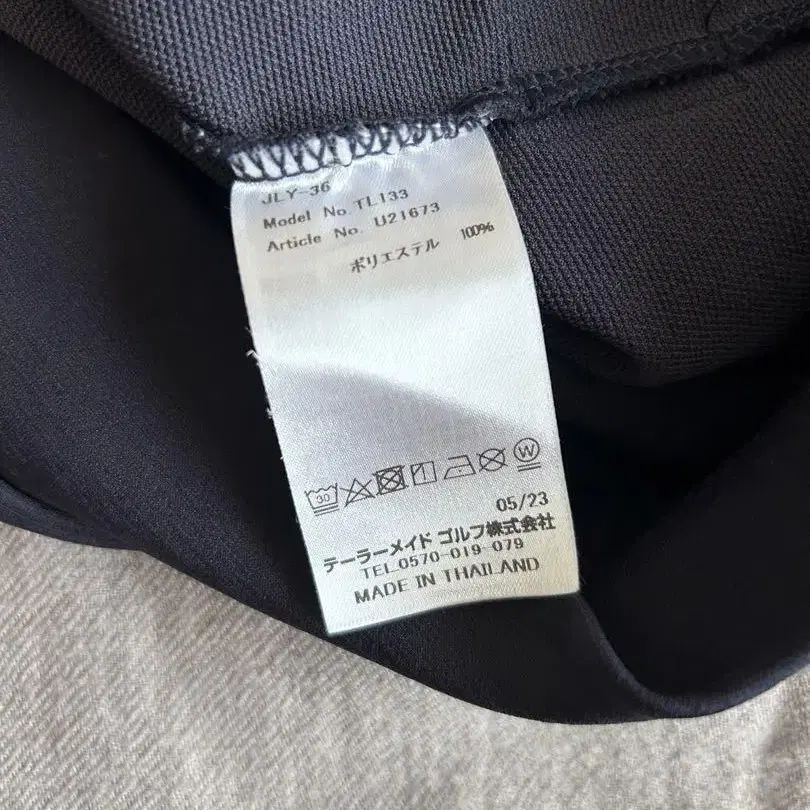 JLY-36
Model No. TL133
Article No. U21673
ポリエステル 100%
30 W
05/23
テーラーメイド ゴルフ株式会社
TEL.0570-019-079
MADE IN THAILAND